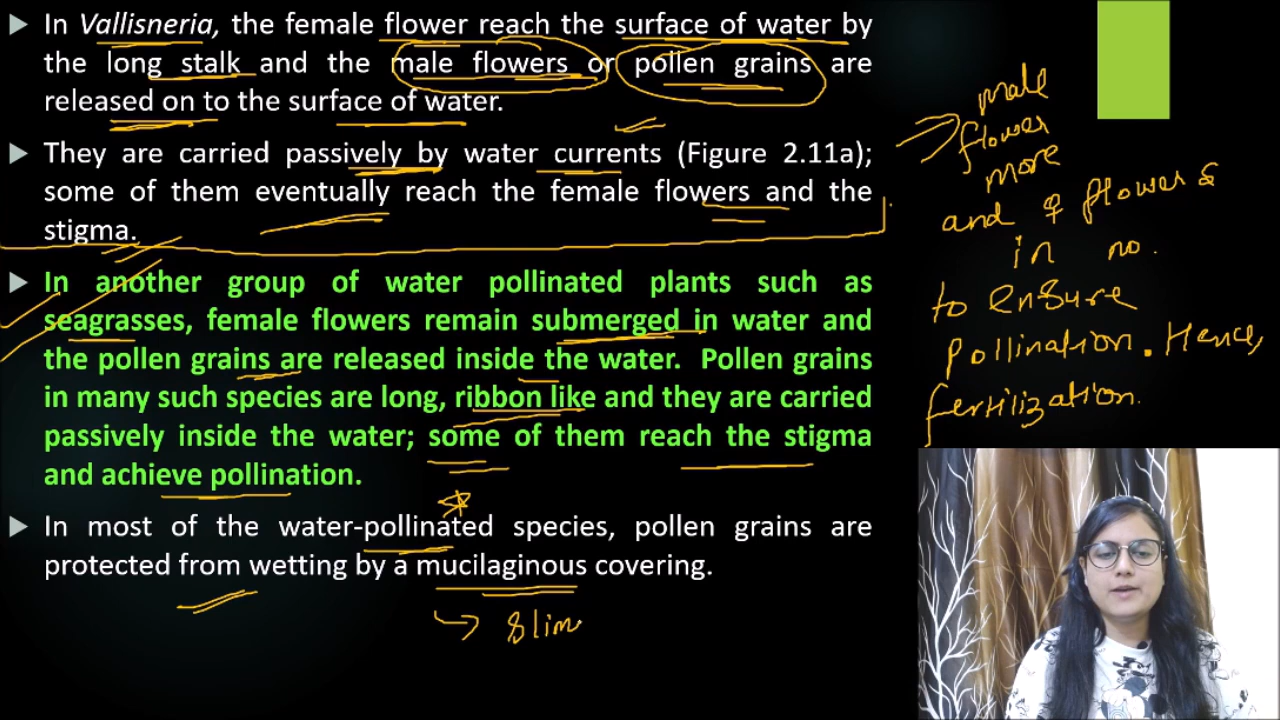 ▶ In Vallisneria, the female flower reach the surface of water by
the long stalk and the male flowers or pollen grains are
released on to the surface of water.
▶ They are carried passively by water currents (Figure 2.11a);
some of them eventually reach the female flowers and the
stigma.
▶ In another group of water pollinated plants such as
seagrasses, female flowers remain submerged in water and
the pollen grains are released inside the water. Pollen grains
in many such species are long, ribbon like and they are carried
passively inside the water; some of them reach the stigma
and achieve pollination.
▶ In most of the water-pollinated species, pollen grains are
protected from wetting by a mucilaginous covering.
→ Slim
→ male
flower
more
and ♀ flowers
in no.
to ensure
Pollination. Hence,
fertilization.